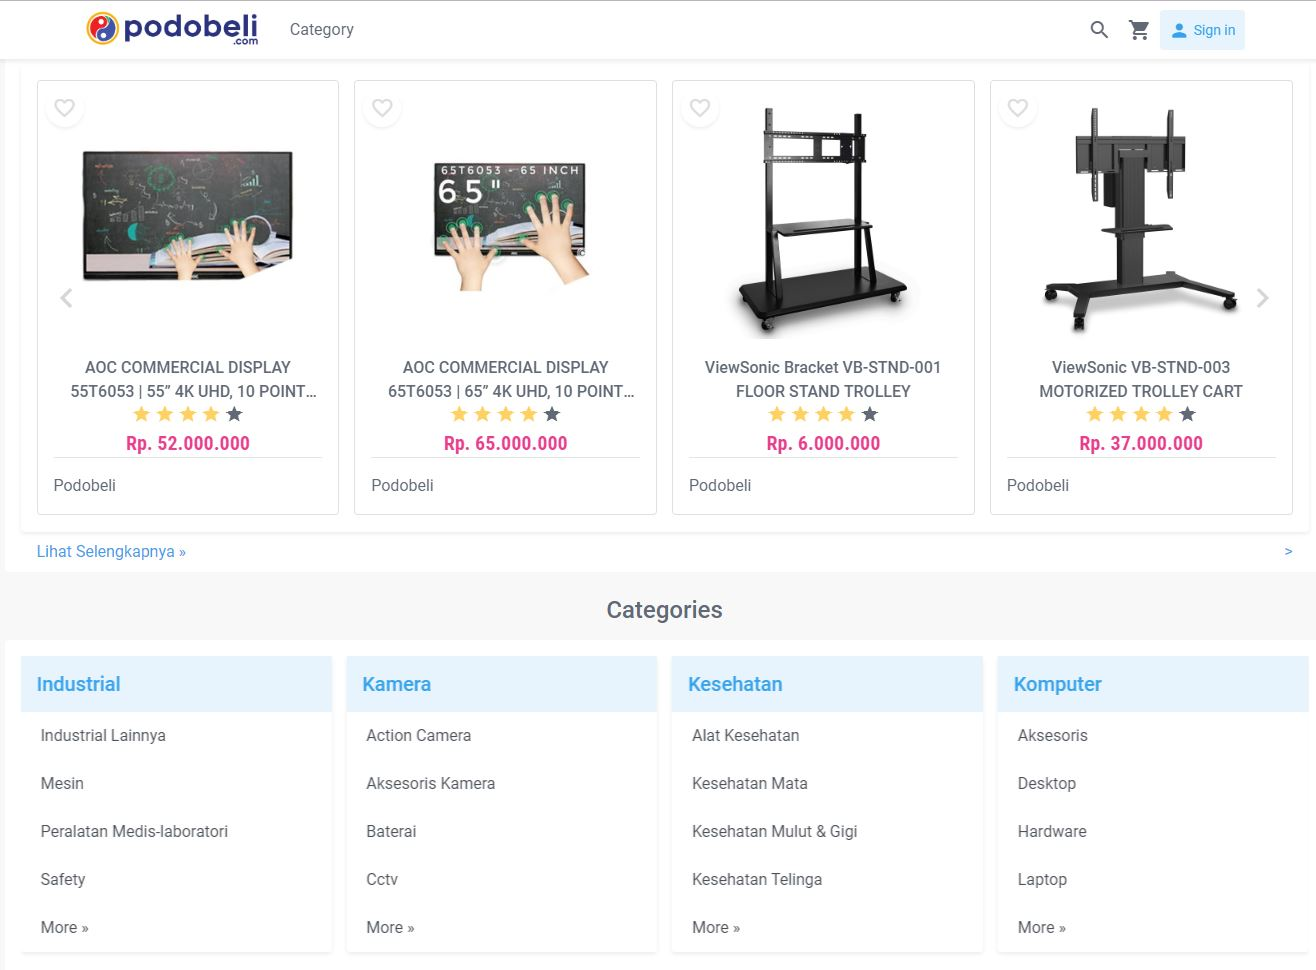 podobeli
.com
Category
Sign in
65T6053 - 65 INCH
65"
AOC COMMERCIAL DISPLAY
55T6053 | 55” 4K UHD, 10 POINT…
Rp. 52.000.000
Podobeli
AOC COMMERCIAL DISPLAY
65T6053 | 65” 4K UHD, 10 POINT…
Rp. 65.000.000
Podobeli
ViewSonic Bracket VB-STND-001
FLOOR STAND TROLLEY
Rp. 6.000.000
Podobeli
ViewSonic VB-STND-003
MOTORIZED TROLLEY CART
Rp. 37.000.000
Podobeli
Lihat Selengkapnya »
>
Categories
Industrial
Industrial Lainnya
Mesin
Peralatan Medis-laboratori
Safety
More »
Kamera
Action Camera
Aksesoris Kamera
Baterai
Cctv
More »
Kesehatan
Alat Kesehatan
Kesehatan Mata
Kesehatan Mulut & Gigi
Kesehatan Telinga
More »
Komputer
Aksesoris
Desktop
Hardware
Laptop
More »